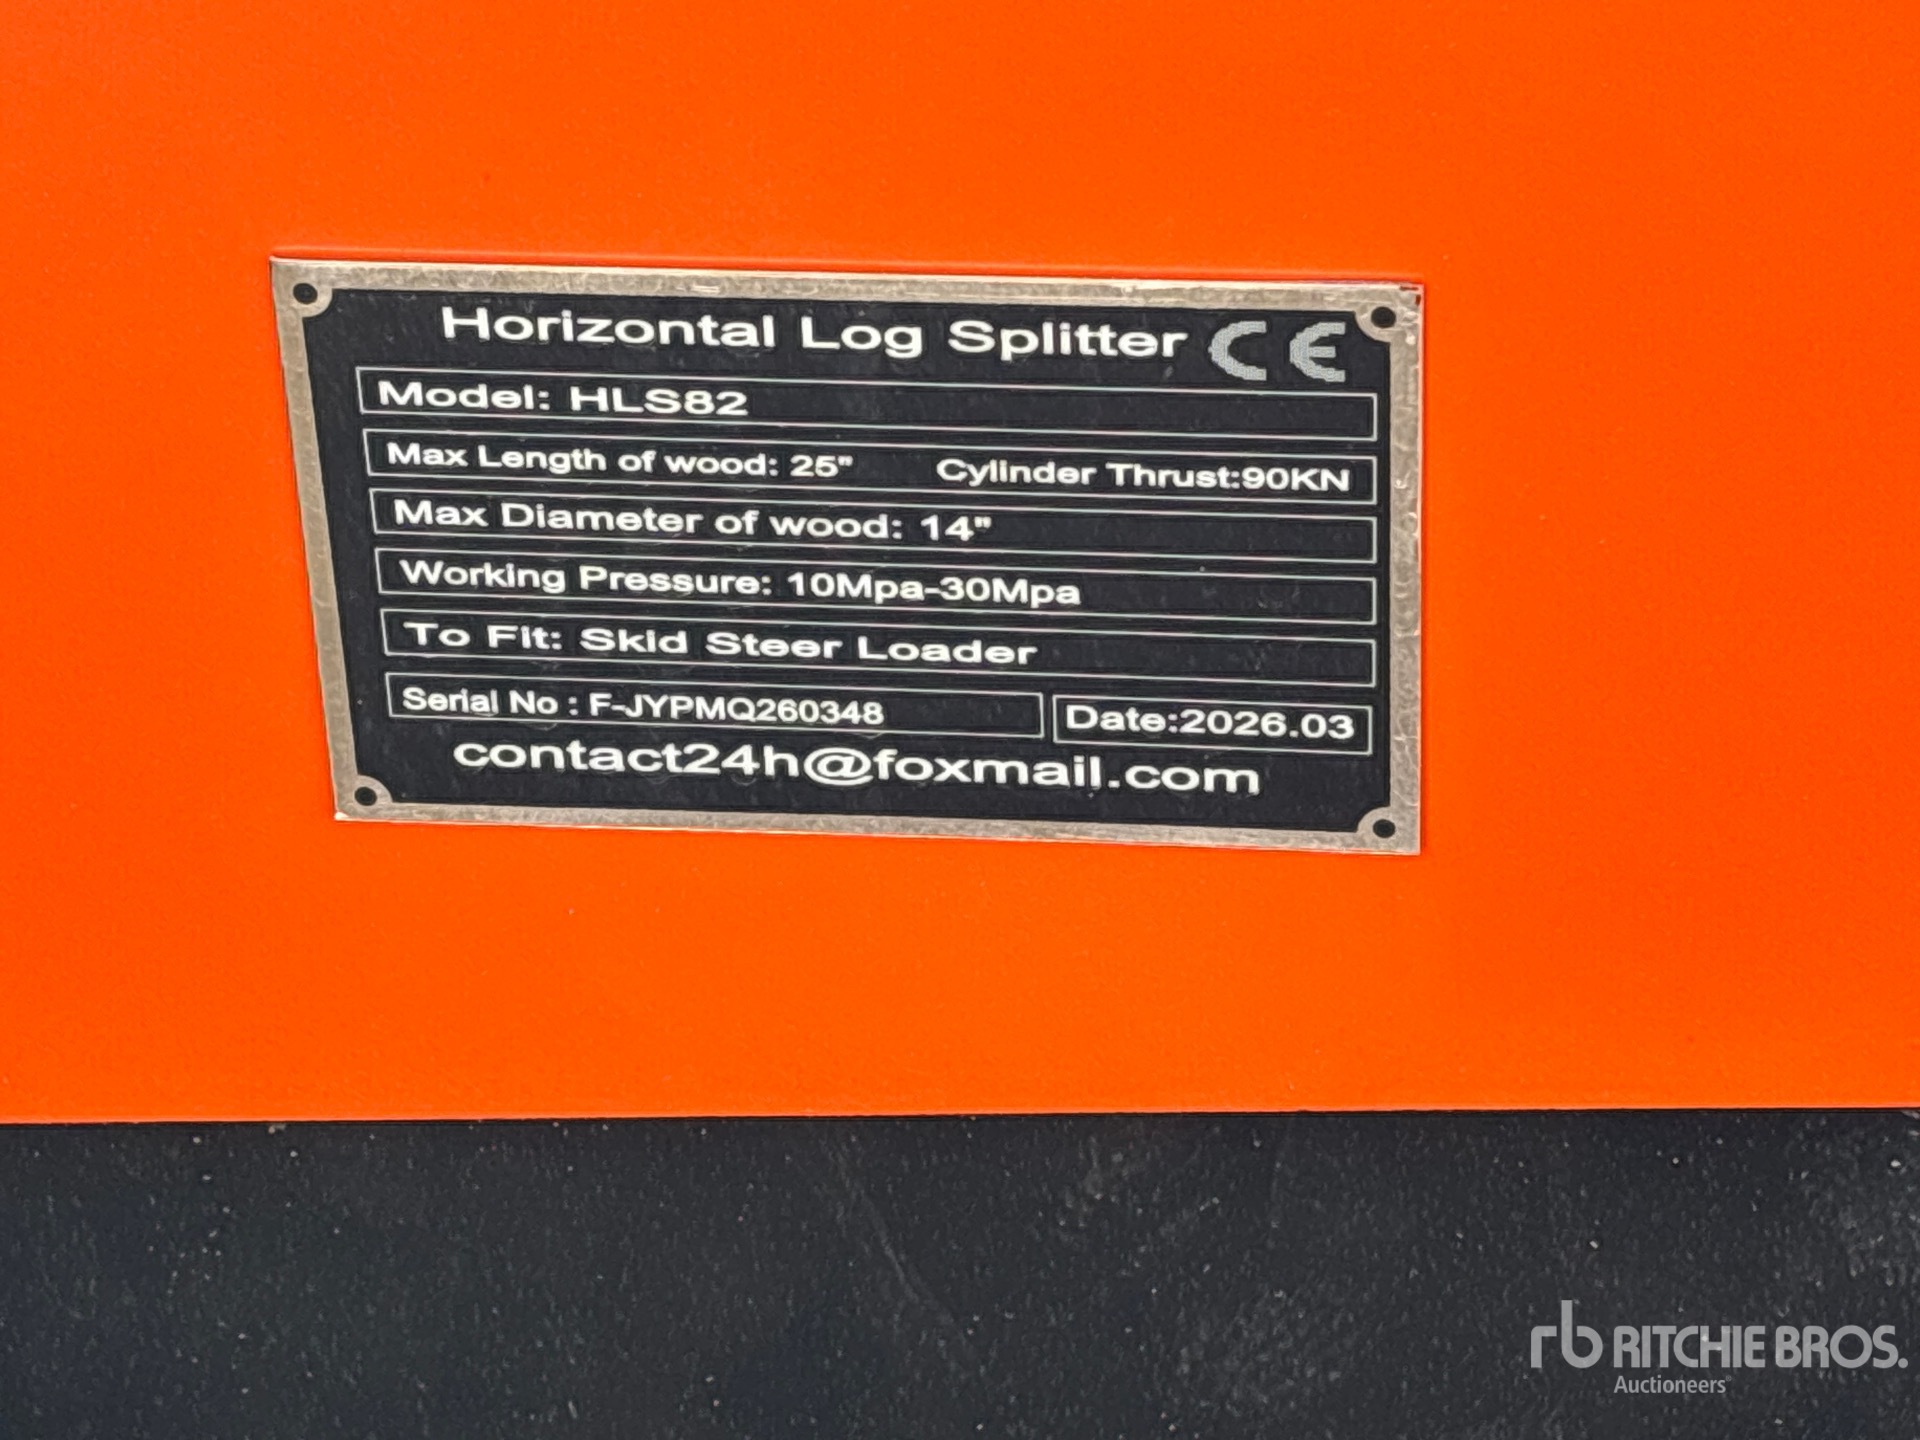 Horizontal Log Splitter CE
Model: HLS82
Max Length of wood: 25" Cylinder Thrust:90KN
Max Diameter of wood: 14"
Working Pressure: 10Mpa-30Mpa
To Fit: Skid Steer Loader
Serial No : F-JYPMQ260348 Date:2026.03
contact24h@foxmail.com
rb RITCHIE BROS.
Auctioneers